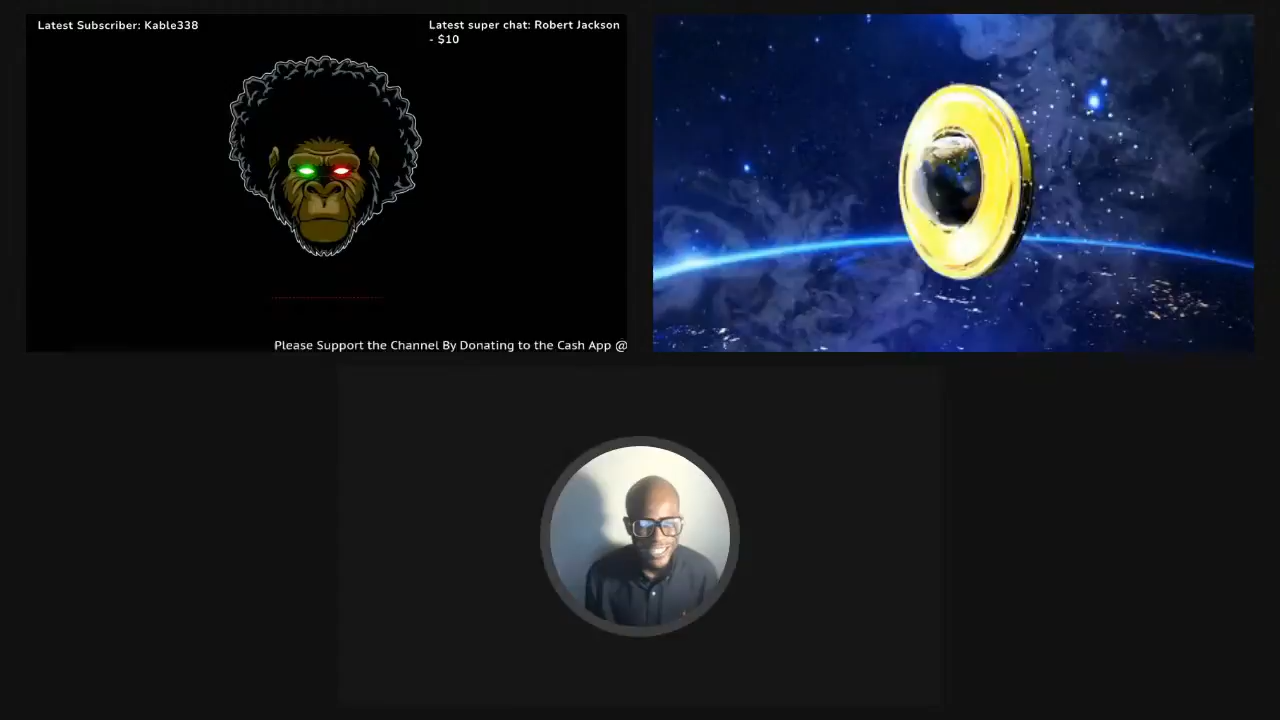 Latest Subscriber: Kable338
Latest super chat: Robert Jackson
- $10
Please Support the Channel By Donating to the Cash App @